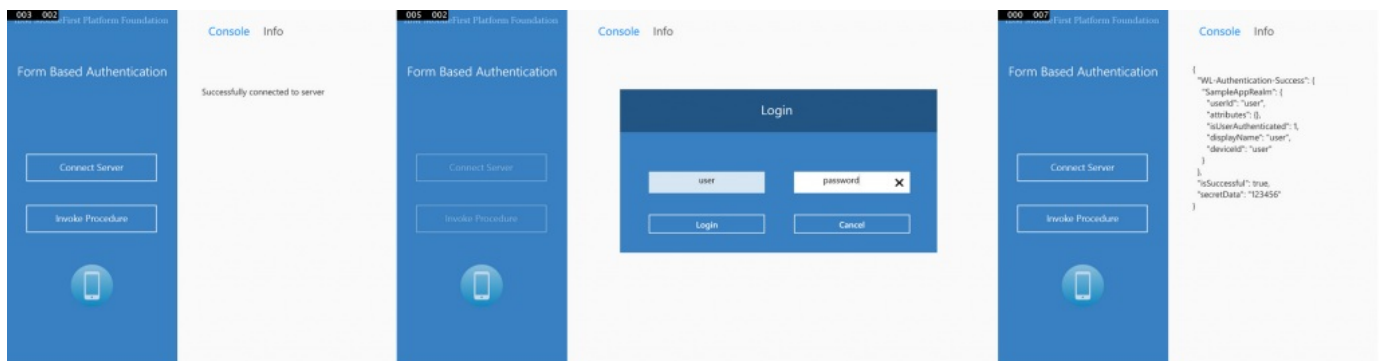 003 002
First Platform Foundation
Console Info
Form Based Authentication
Successfully connected to server
Connect Server
Invoke Procedure
005 002
First Platform Foundation
Console Info
Form Based Authentication
Login
Connect Server
user
password
Invoke Procedure
Login
Cancel
000 007
First Platform Foundation
Console Info
Form Based Authentication
{
"WL-Authentication-Success": {
"SampleAppRealm": {
"userId": "user",
"attributes": {},
"isUserAuthenticated": 1,
"displayName": "user",
"deviceId": "user"
}
},
"isSuccessful": true,
"secretData": "123456"
}
Connect Server
Invoke Procedure